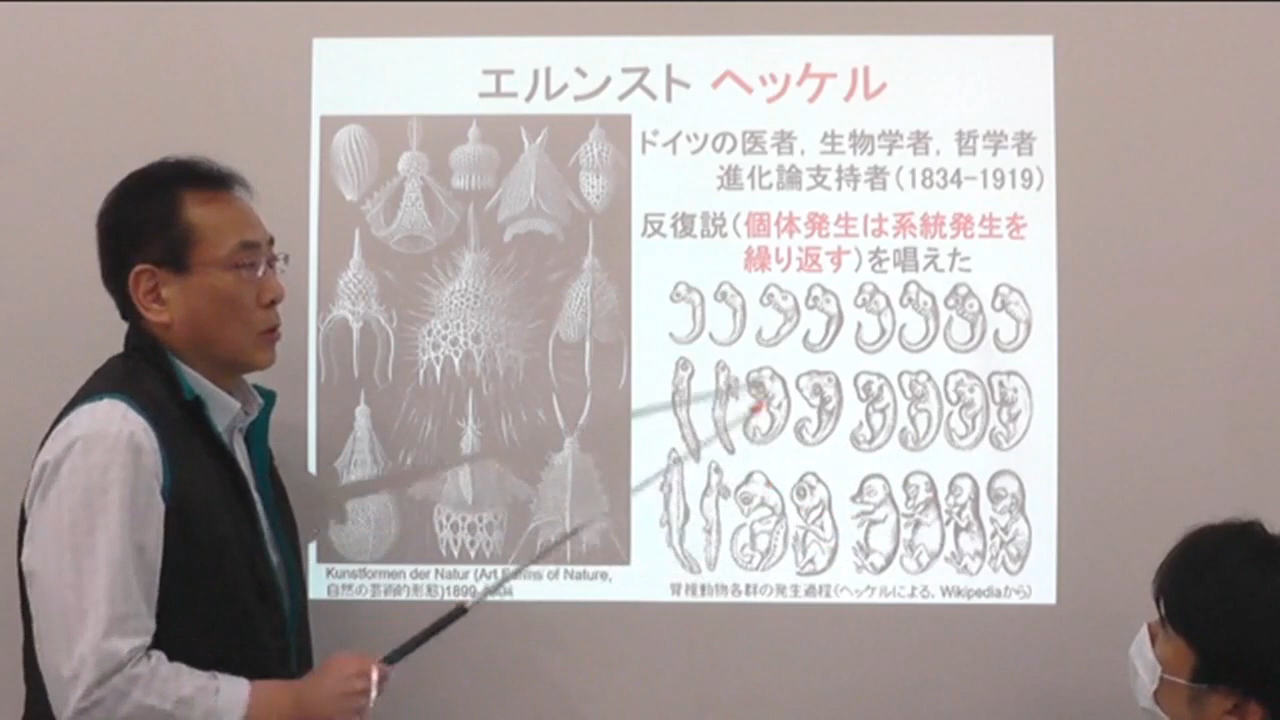 エルンスト ヘッケル
ドイツの医者, 生物学者, 哲学者
進化論支持者(1834-1919)
反復説(個体発生は系統発生を
繰り返す)を唱えた
Kunstformen der Natur (Art Forms of Nature,
自然の芸術的形態)1899-1904
脊椎動物各群の発生過程(ヘッケルによる、Wikipediaから)